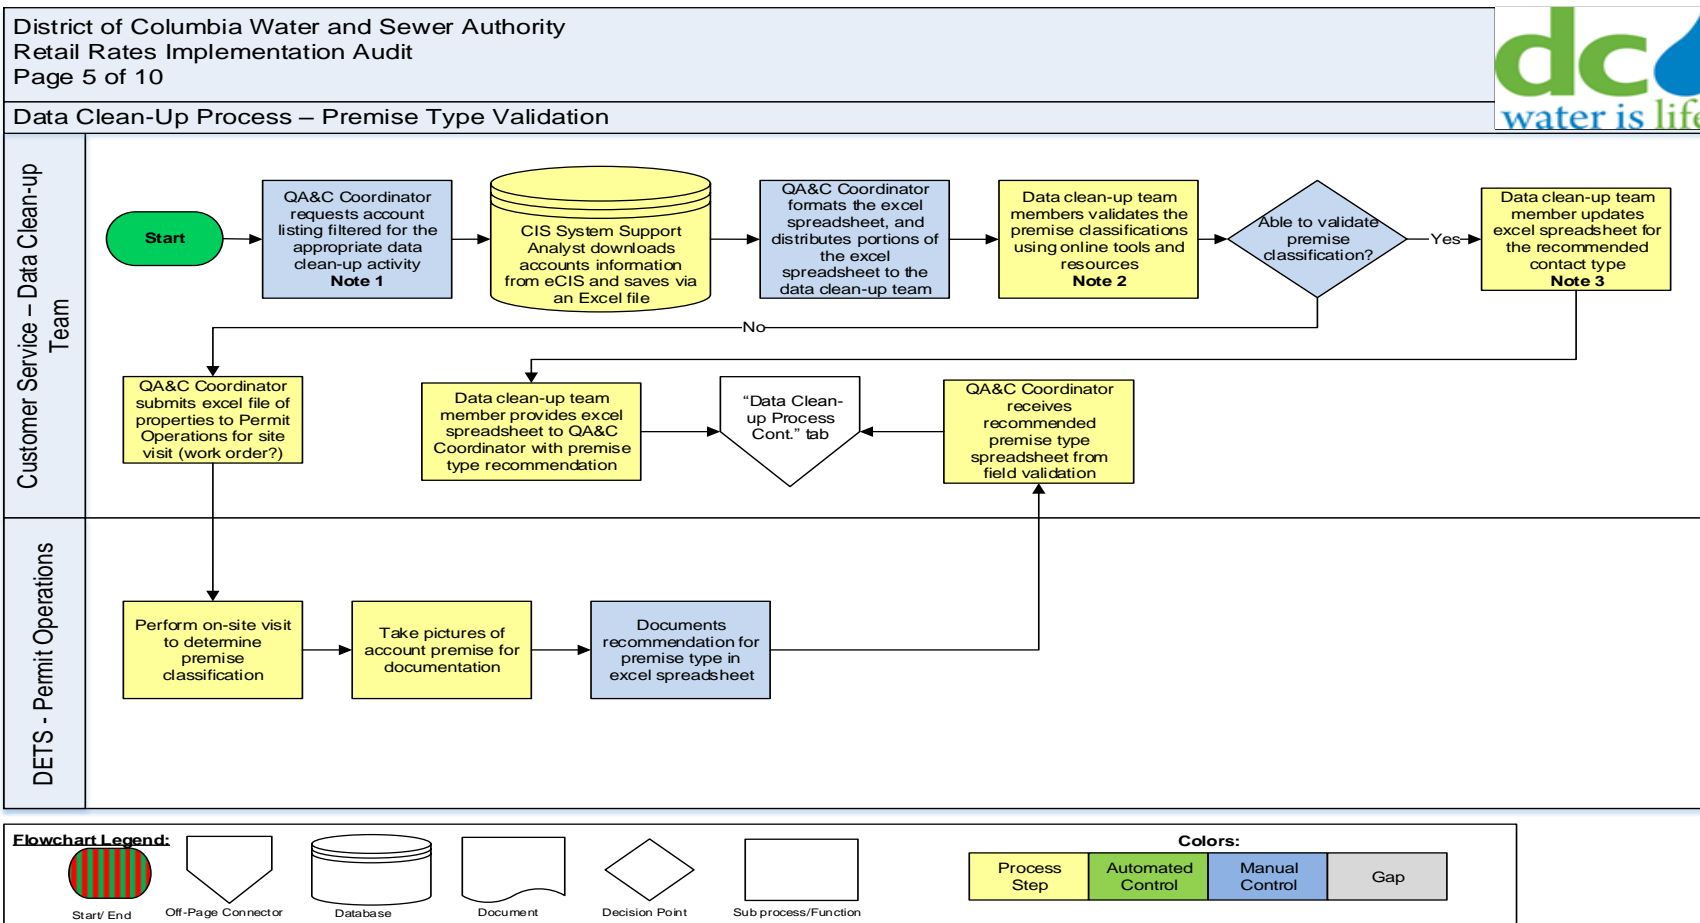 District of Columbia Water and Sewer Authority
Retail Rates Implementation Audit
Page 5 of 10
dc
water is life
Data Clean-Up Process – Premise Type Validation
Customer Service – Data Clean-up
Team
Start
QA&C Coordinator
requests account
listing filtered for the
appropriate data
clean-up activity
Note 1
CIS System Support
Analyst downloads
accounts information
from eCIS and saves via
an Excel file
QA&C Coordinator
formats the excel
spreadsheet, and
distributes portions of
the excel
spreadsheet to the
data clean-up team
Data clean-up team
members validates the
premise classifications
using online tools and
resources
Note 2
Able to validate
premise
classification?
Yes
Data clean-up team
member updates
excel spreadsheet for
the recommended
contact type
Note 3
No
QA&C Coordinator
submits excel file of
properties to Permit
Operations for site
visit (work order?)
Data clean-up team
member provides excel
spreadsheet to QA&C
Coordinator with premise
type recommendation
“Data Clean-
up Process
Cont.” tab
QA&C Coordinator
receives
recommended
premise type
spreadsheet from
field validation
DETS - Permit Operations
Perform on-site visit
to determine
premise
classification
Take pictures of
account premise for
documentation
Documents
recommendation for
premise type in
excel spreadsheet
Flowchart Legend:
Start/ End
Off-Page Connector
Database
Document
Decision Point
Sub process/Function
Colors:
Process
Step
Automated
Control
Manual
Control
Gap